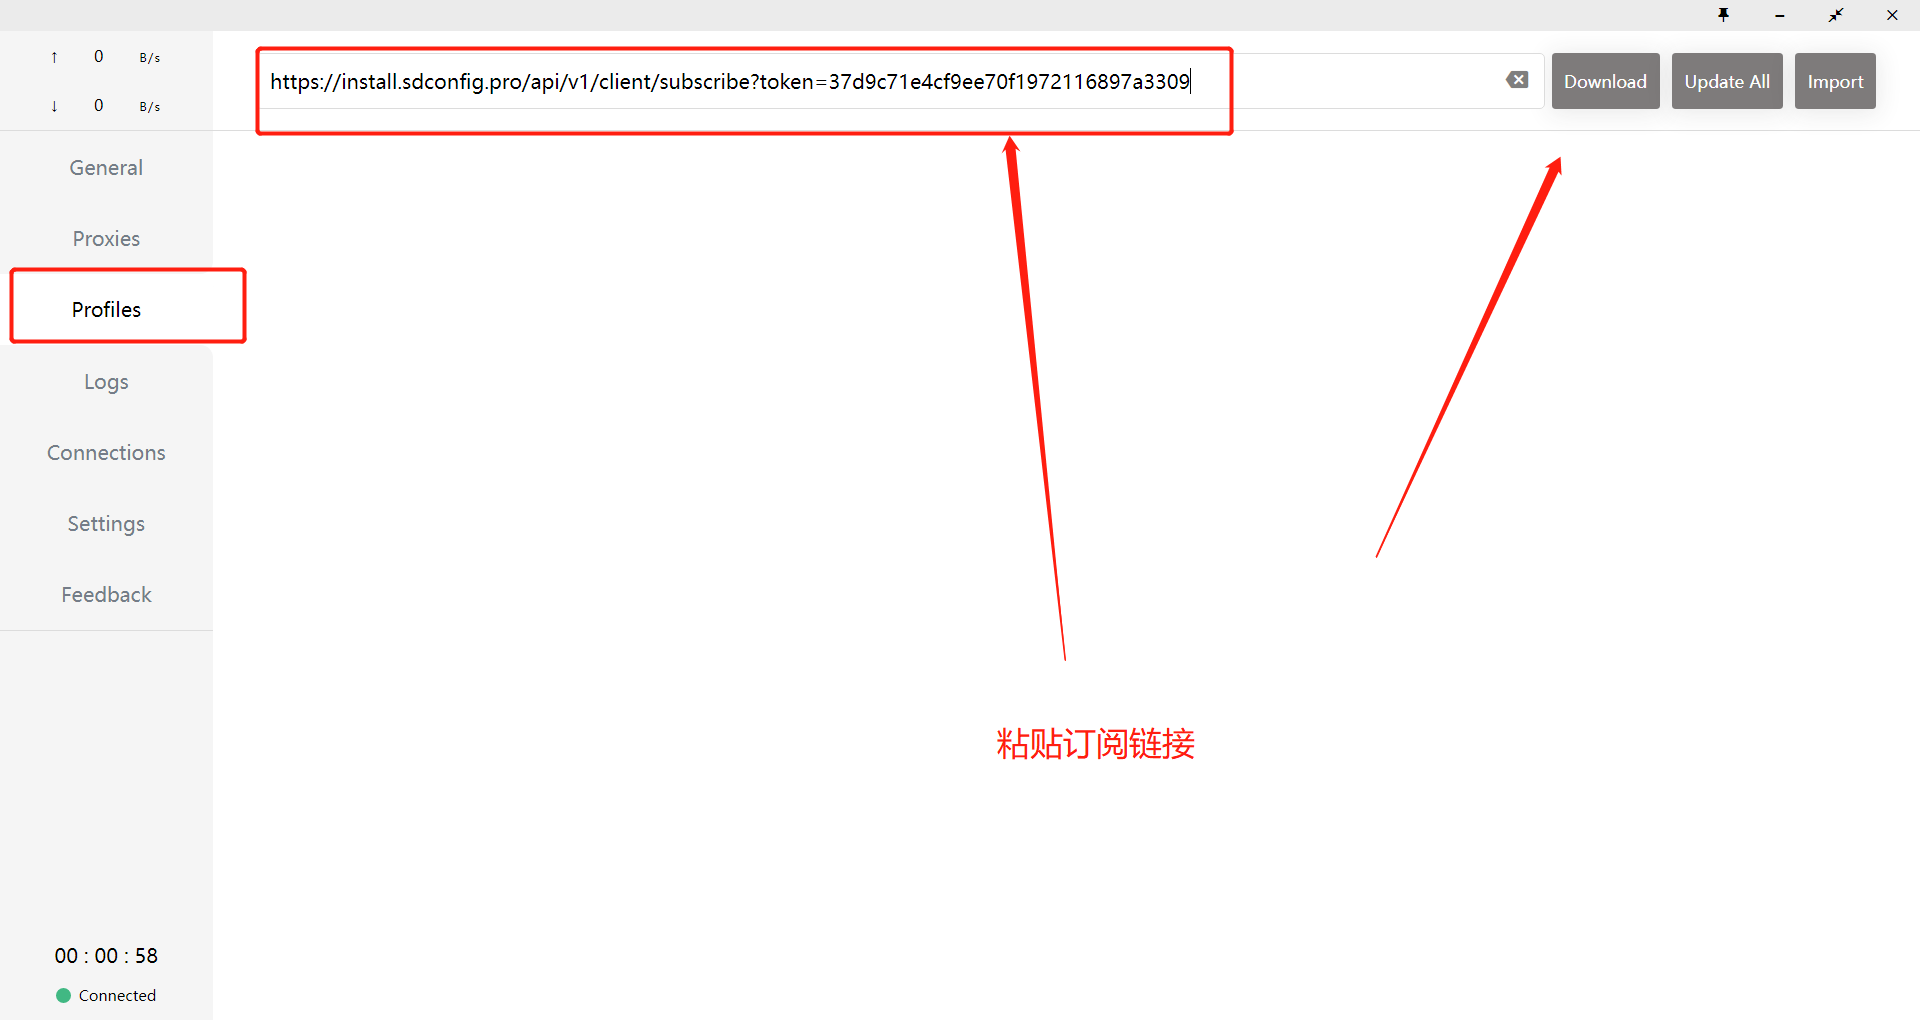 ↑ 0 B/s
↓ 0 B/s
https://install.sdconfig.pro/api/v1/client/subscribe?token=37d9c71e4cf9ee70f1972116897a3309
Download
Update All
Import
General
Proxies
Profiles
Logs
Connections
Settings
Feedback
粘贴订阅链接
00 : 00 : 58
Connected